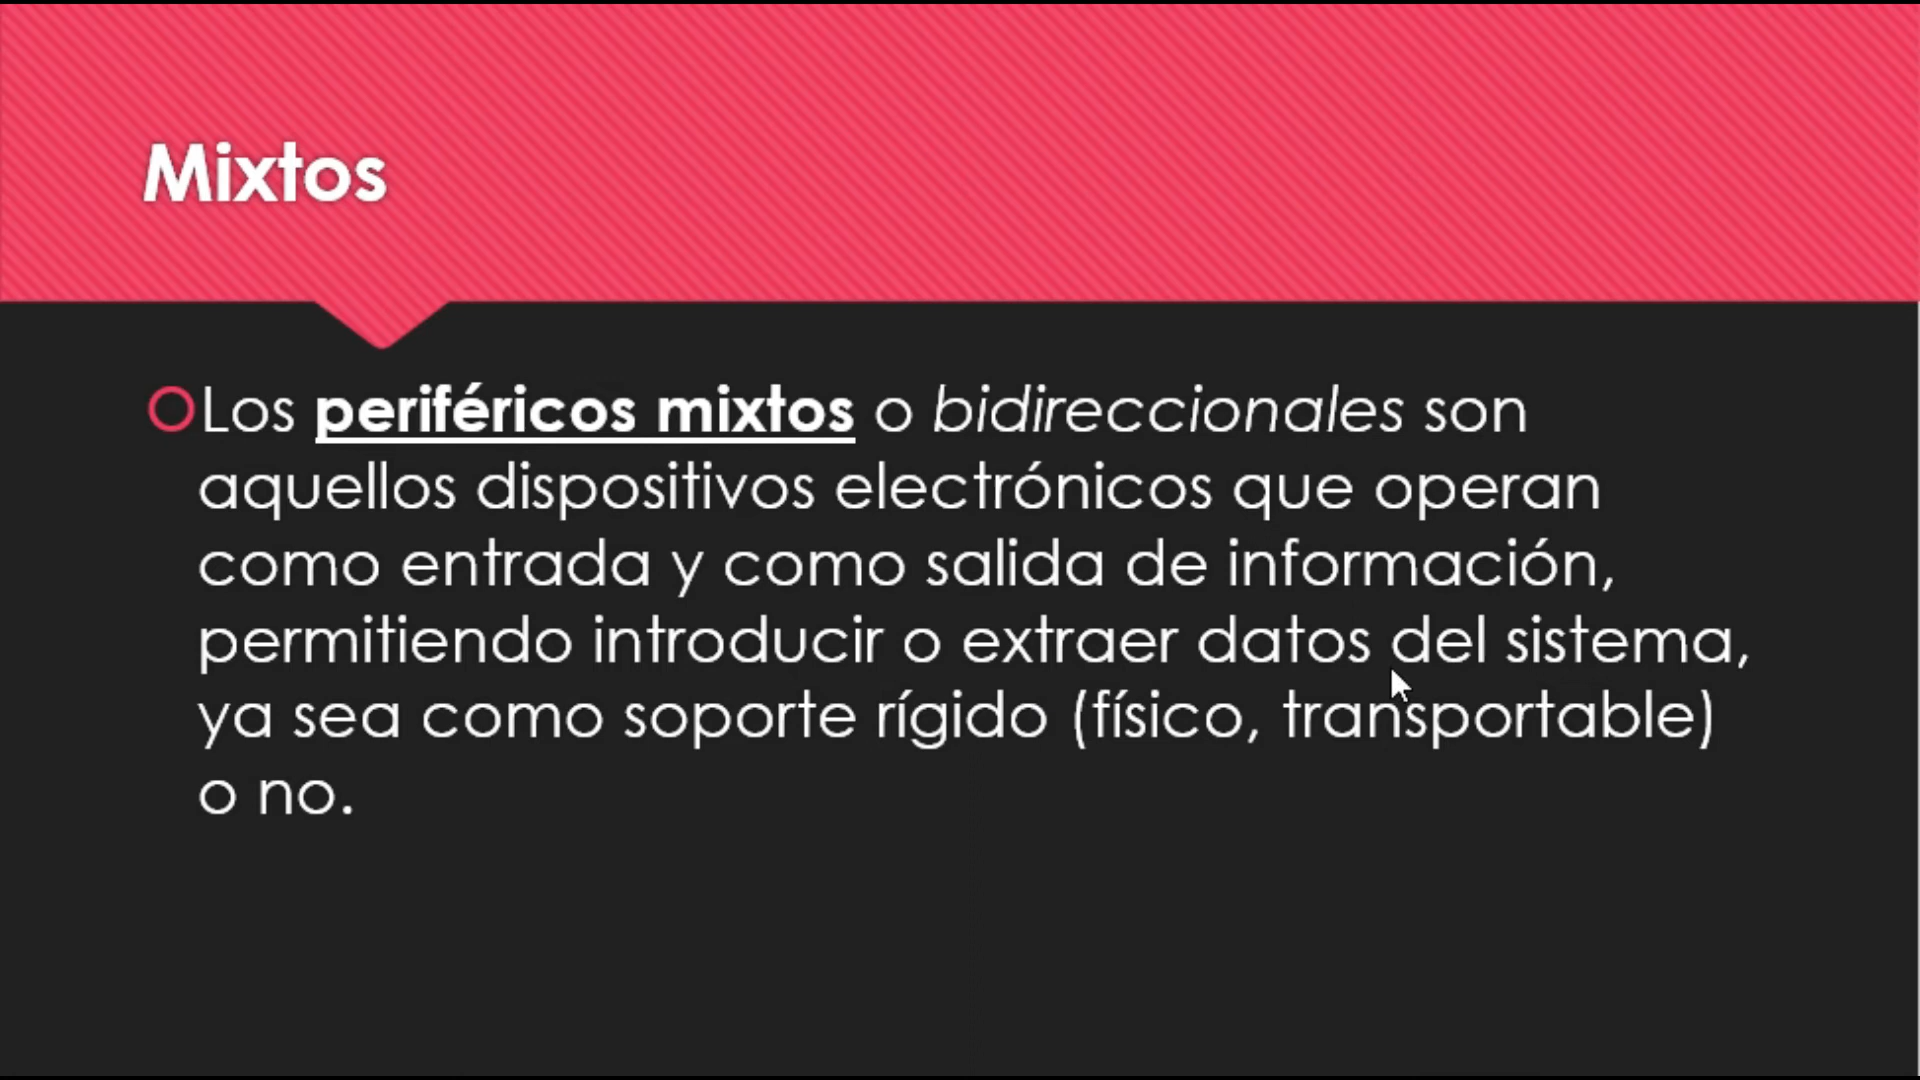 Mixtos
Los periféricos mixtos o bidireccionales son
aquellos dispositivos electrónicos que operan
como entrada y como salida de información,
permitiendo introducir o extraer datos del sistema,
ya sea como soporte rígido (físico, transportable)
o no.